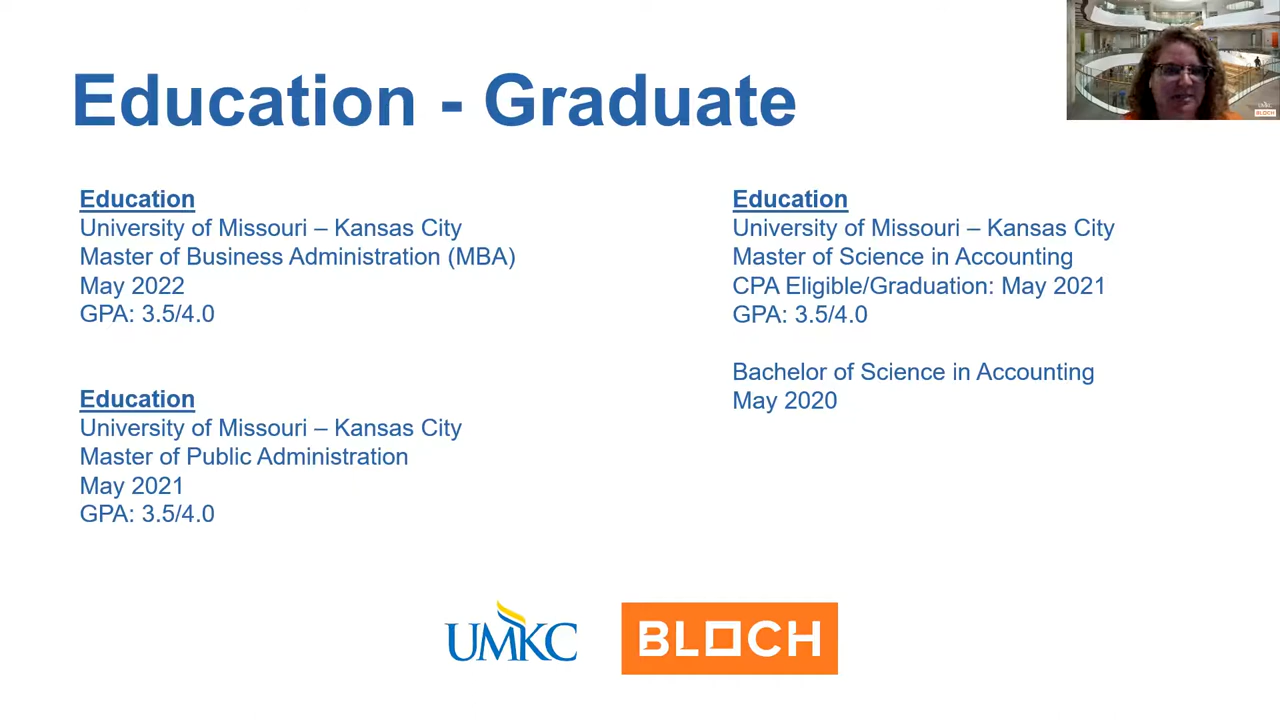 Education - Graduate
Education
University of Missouri – Kansas City
Master of Business Administration (MBA)
May 2022
GPA: 3.5/4.0
Education
University of Missouri – Kansas City
Master of Public Administration
May 2021
GPA: 3.5/4.0
Education
University of Missouri – Kansas City
Master of Science in Accounting
CPA Eligible/Graduation: May 2021
GPA: 3.5/4.0
Bachelor of Science in Accounting
May 2020
UMKC
BLOCH
UMKC
BLOCH